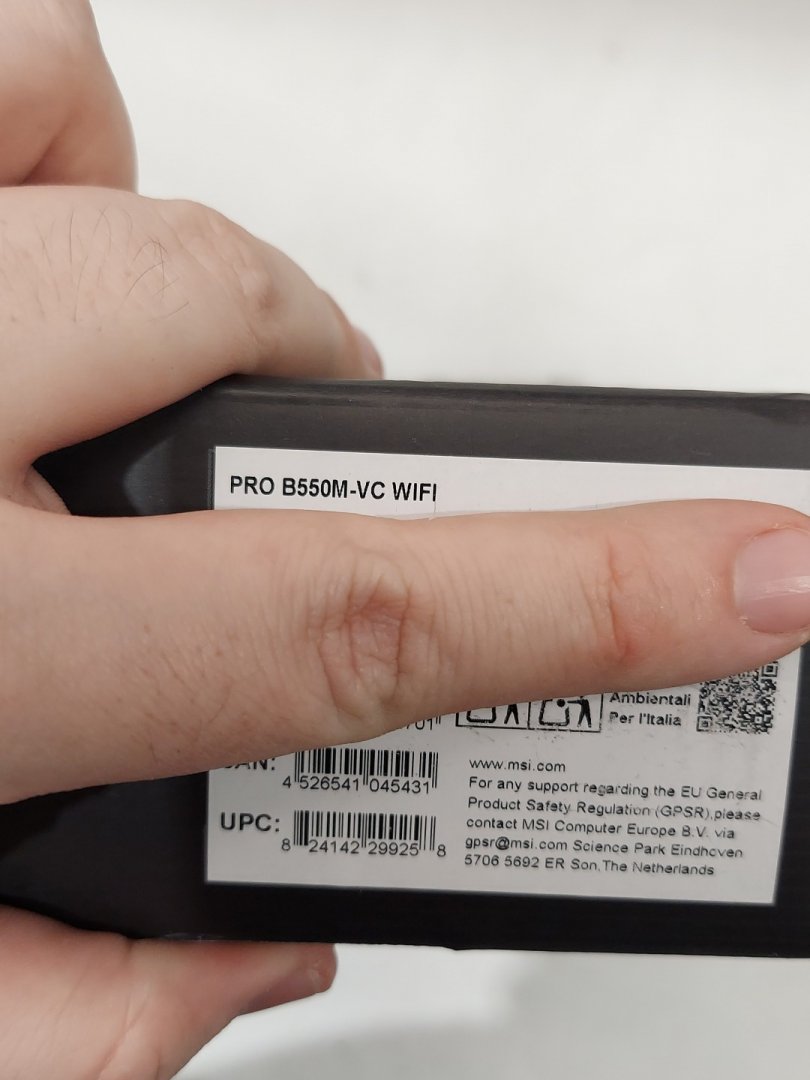 PRO B550M-VC WIFI
Ambientali
Per l'Italia
4 526541 045431
UPC:
8 24142 29925 8
www.msi.com
For any support regarding the EU General
Product Safety Regulation (GPSR),please
contact MSI Computer Europe B.V. via
gpsr@msi.com Science Park Eindhoven
5706 5692 ER Son,The Netherlands